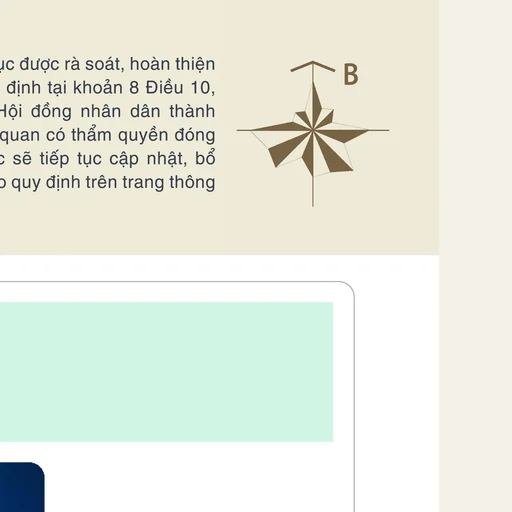 ục được rà soát, hoàn thiện
định tại khoản 8 Điều 10,
Hội đồng nhân dân thành
quan có thẩm quyền đóng
c sẽ tiếp tục cập nhật, bổ
o quy định trên trang thông
B